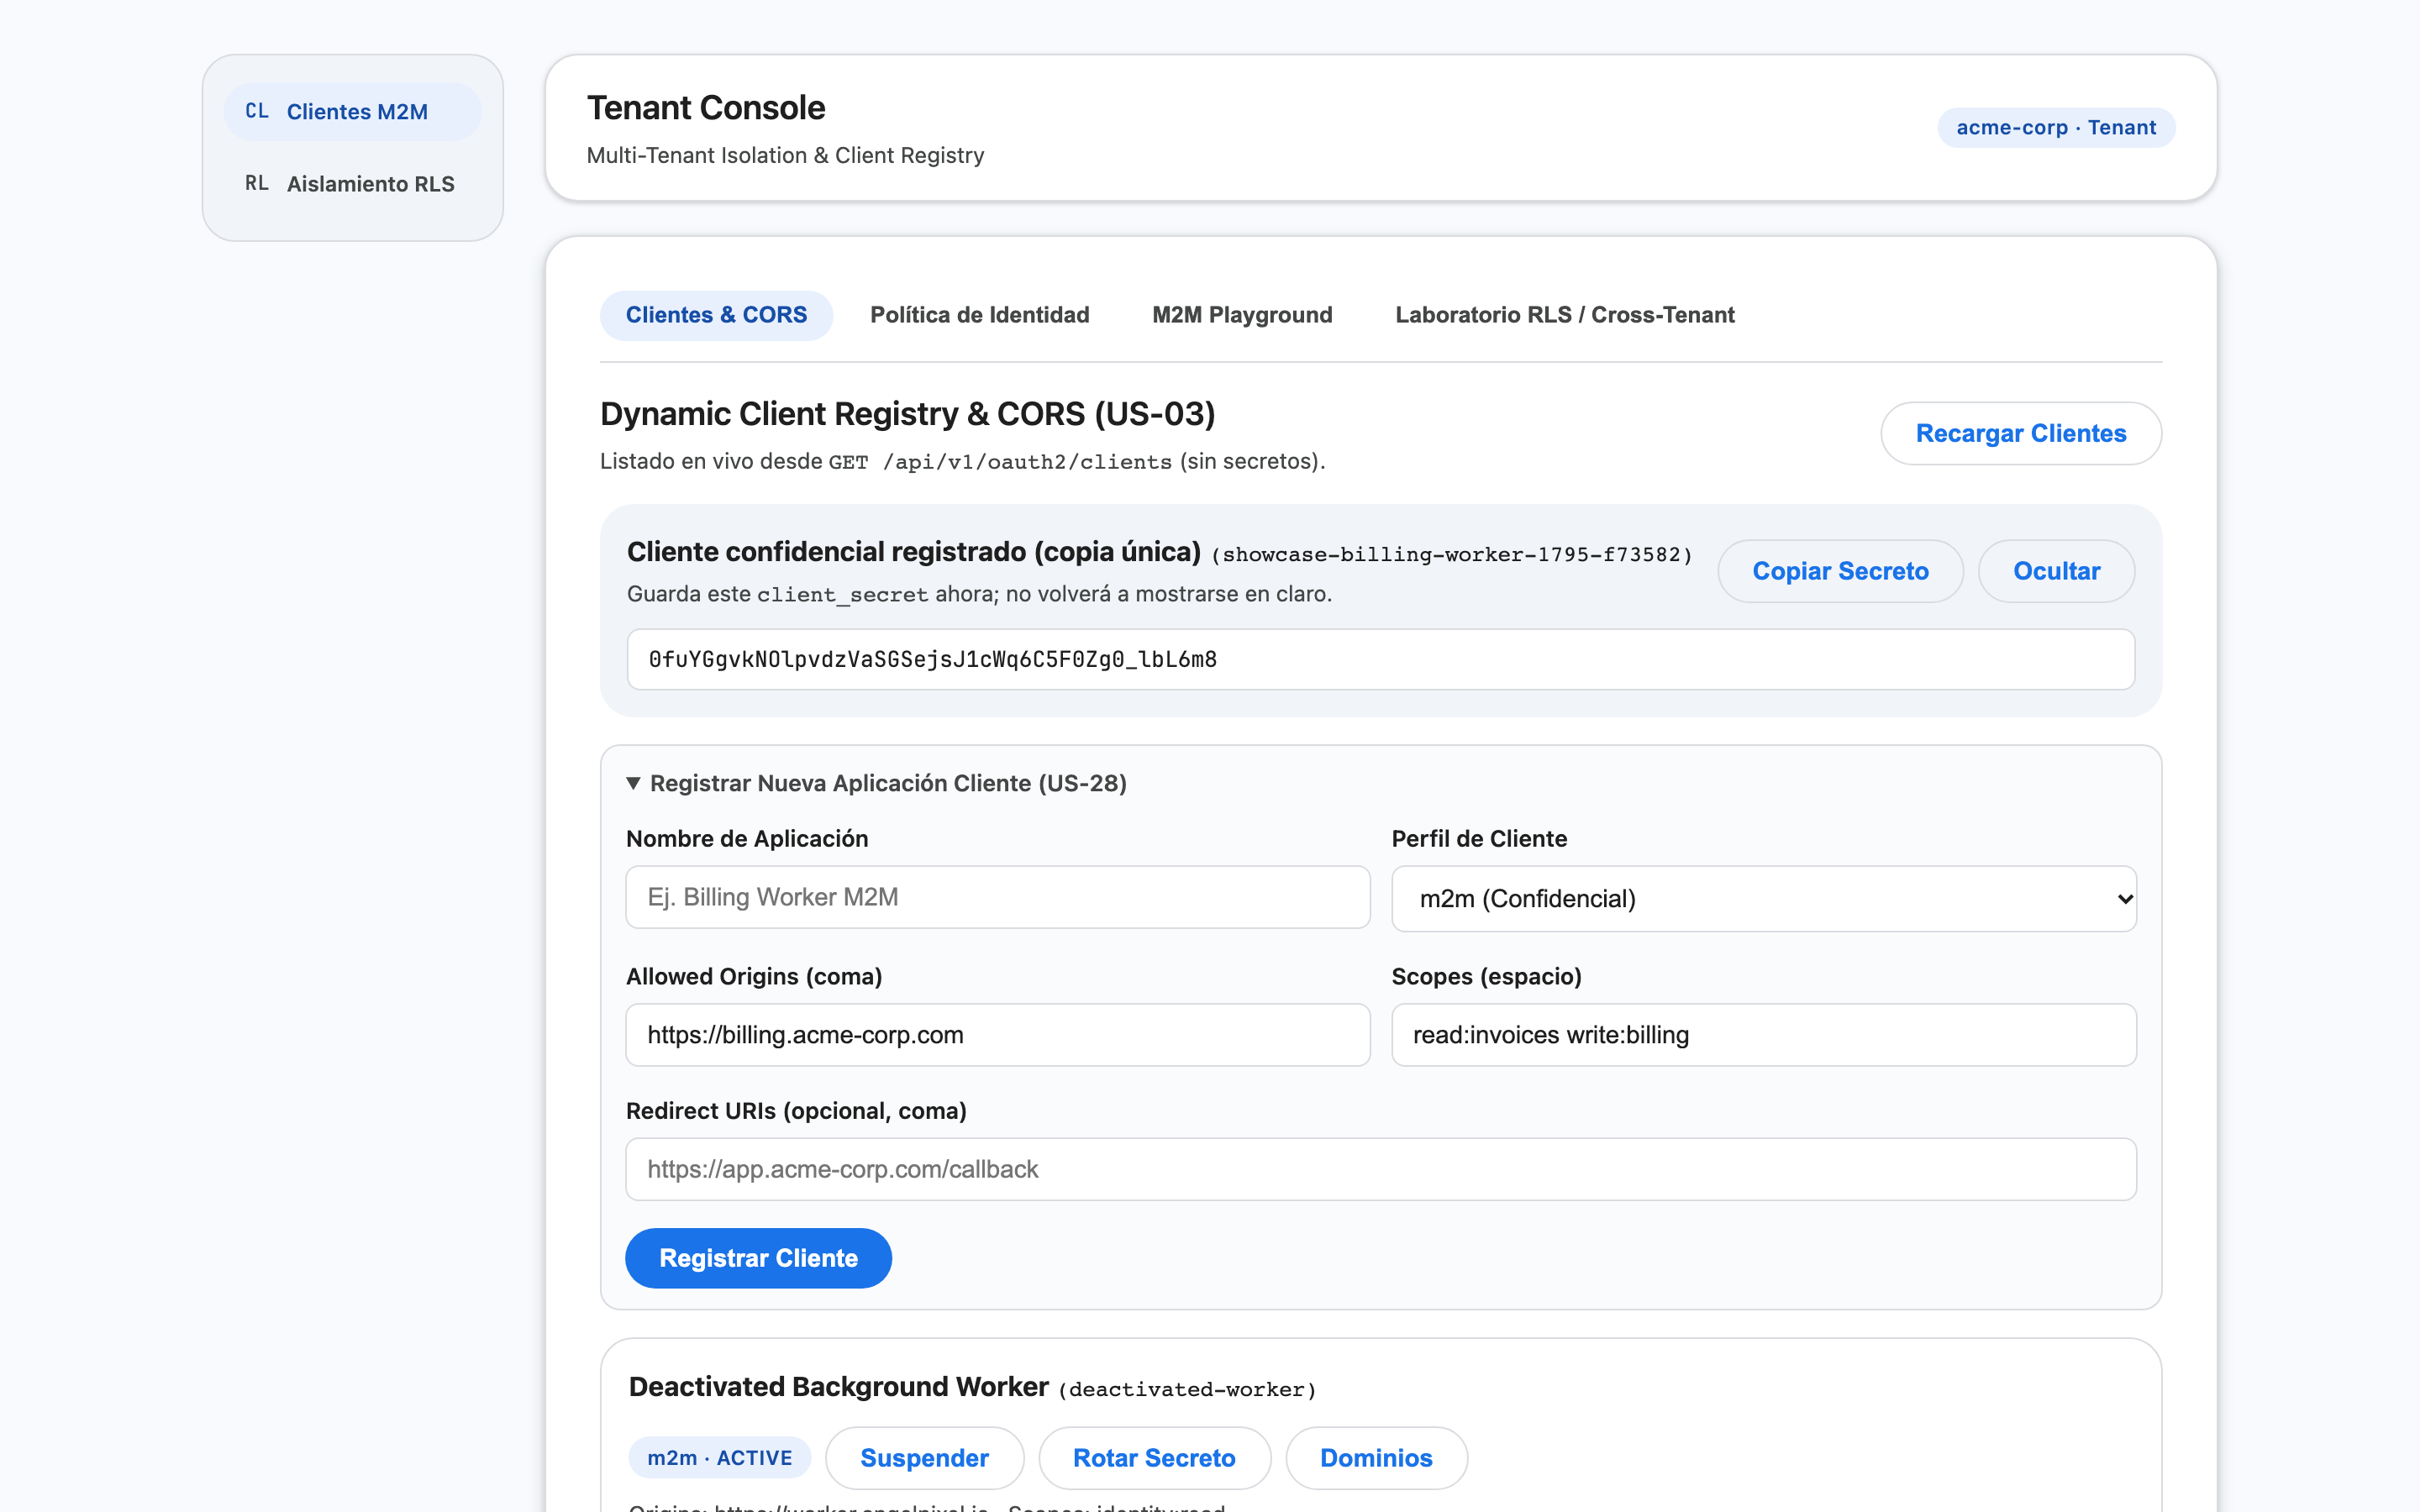 CL Clientes M2M
RL Aislamiento RLS
Tenant Console
Multi-Tenant Isolation & Client Registry
acme-corp · Tenant
Clientes & CORS Política de Identidad M2M Playground Laboratorio RLS / Cross-Tenant
Dynamic Client Registry & CORS (US-03)
Listado en vivo desde GET /api/v1/oauth2/clients (sin secretos).
Recargar Clientes
Cliente confidencial registrado (copia única) (showcase-billing-worker-1795-f73582)
Guarda este client_secret ahora; no volverá a mostrarse en claro.
Copiar Secreto Ocultar
0fuYGgvkNOlpvdzVaSGSejsJ1cWq6C5F0Zg0_lbL6m8
▼ Registrar Nueva Aplicación Cliente (US-28)
Nombre de Aplicación
Ej. Billing Worker M2M
Perfil de Cliente
m2m (Confidencial)
Allowed Origins (coma)
https://billing.acme-corp.com
Scopes (espacio)
read:invoices write:billing
Redirect URIs (opcional, coma)
https://app.acme-corp.com/callback
Registrar Cliente
Deactivated Background Worker (deactivated-worker)
m2m · ACTIVE Suspender Rotar Secreto Dominios